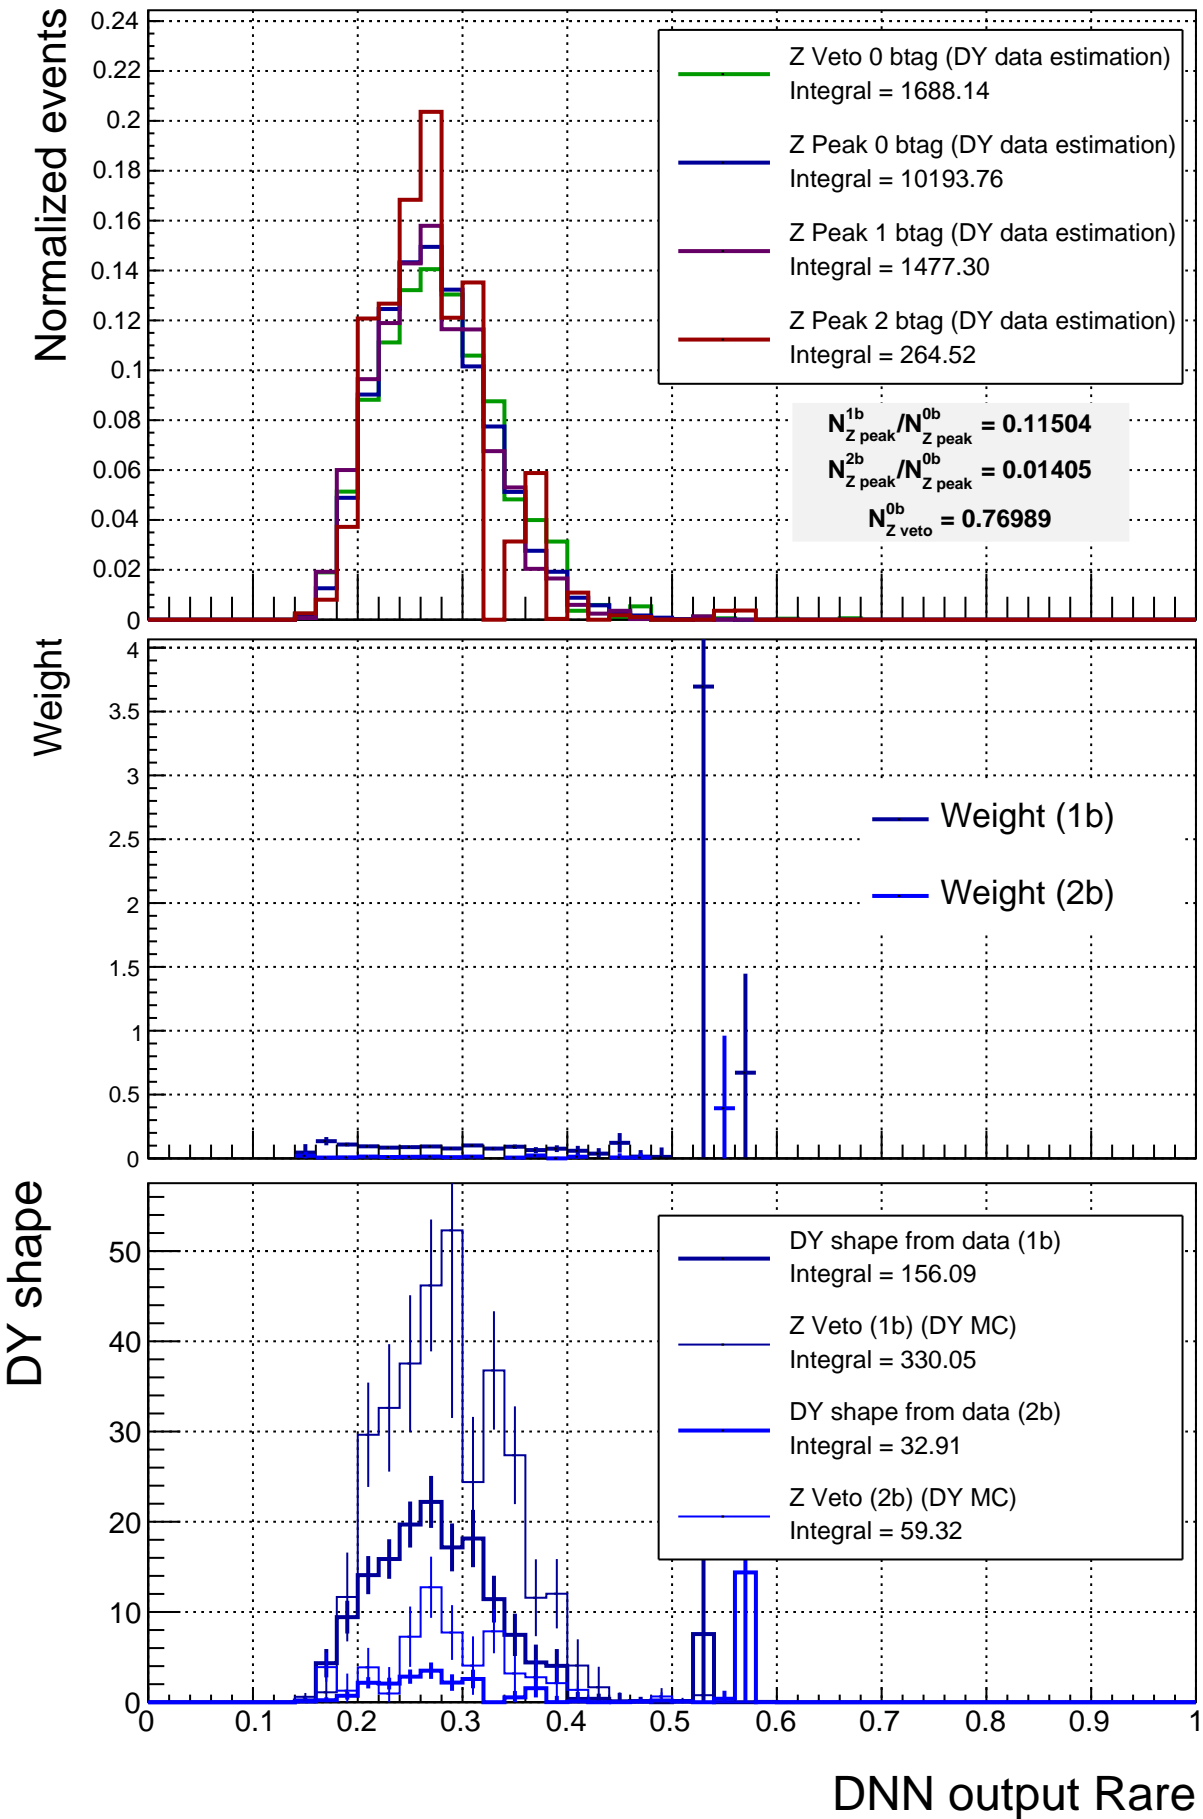 Normalized events
0.24
0.22
0.2
0.18
0.16
0.14
0.12
0.1
0.08
0.06
0.04
0.02
0
Z Veto 0 btag (DY data estimation)
Integral = 1688.14
Z Peak 0 btag (DY data estimation)
Integral = 10193.76
Z Peak 1 btag (DY data estimation)
Integral = 1477.30
Z Peak 2 btag (DY data estimation)
Integral = 264.52
N^{1b}_{Z peak}/N^{0b}_{Z peak} = 0.11504
N^{2b}_{Z peak}/N^{0b}_{Z peak} = 0.01405
N^{0b}_{Z veto} = 0.76989
Weight
4
3.5
3
2.5
2
1.5
1
0.5
0
Weight (1b)
Weight (2b)
DY shape
50
40
30
20
10
0
DY shape from data (1b)
Integral = 156.09
Z Veto (1b) (DY MC)
Integral = 330.05
DY shape from data (2b)
Integral = 32.91
Z Veto (2b) (DY MC)
Integral = 59.32
0 0.1 0.2 0.3 0.4 0.5 0.6 0.7 0.8 0.9 1
DNN output Rare